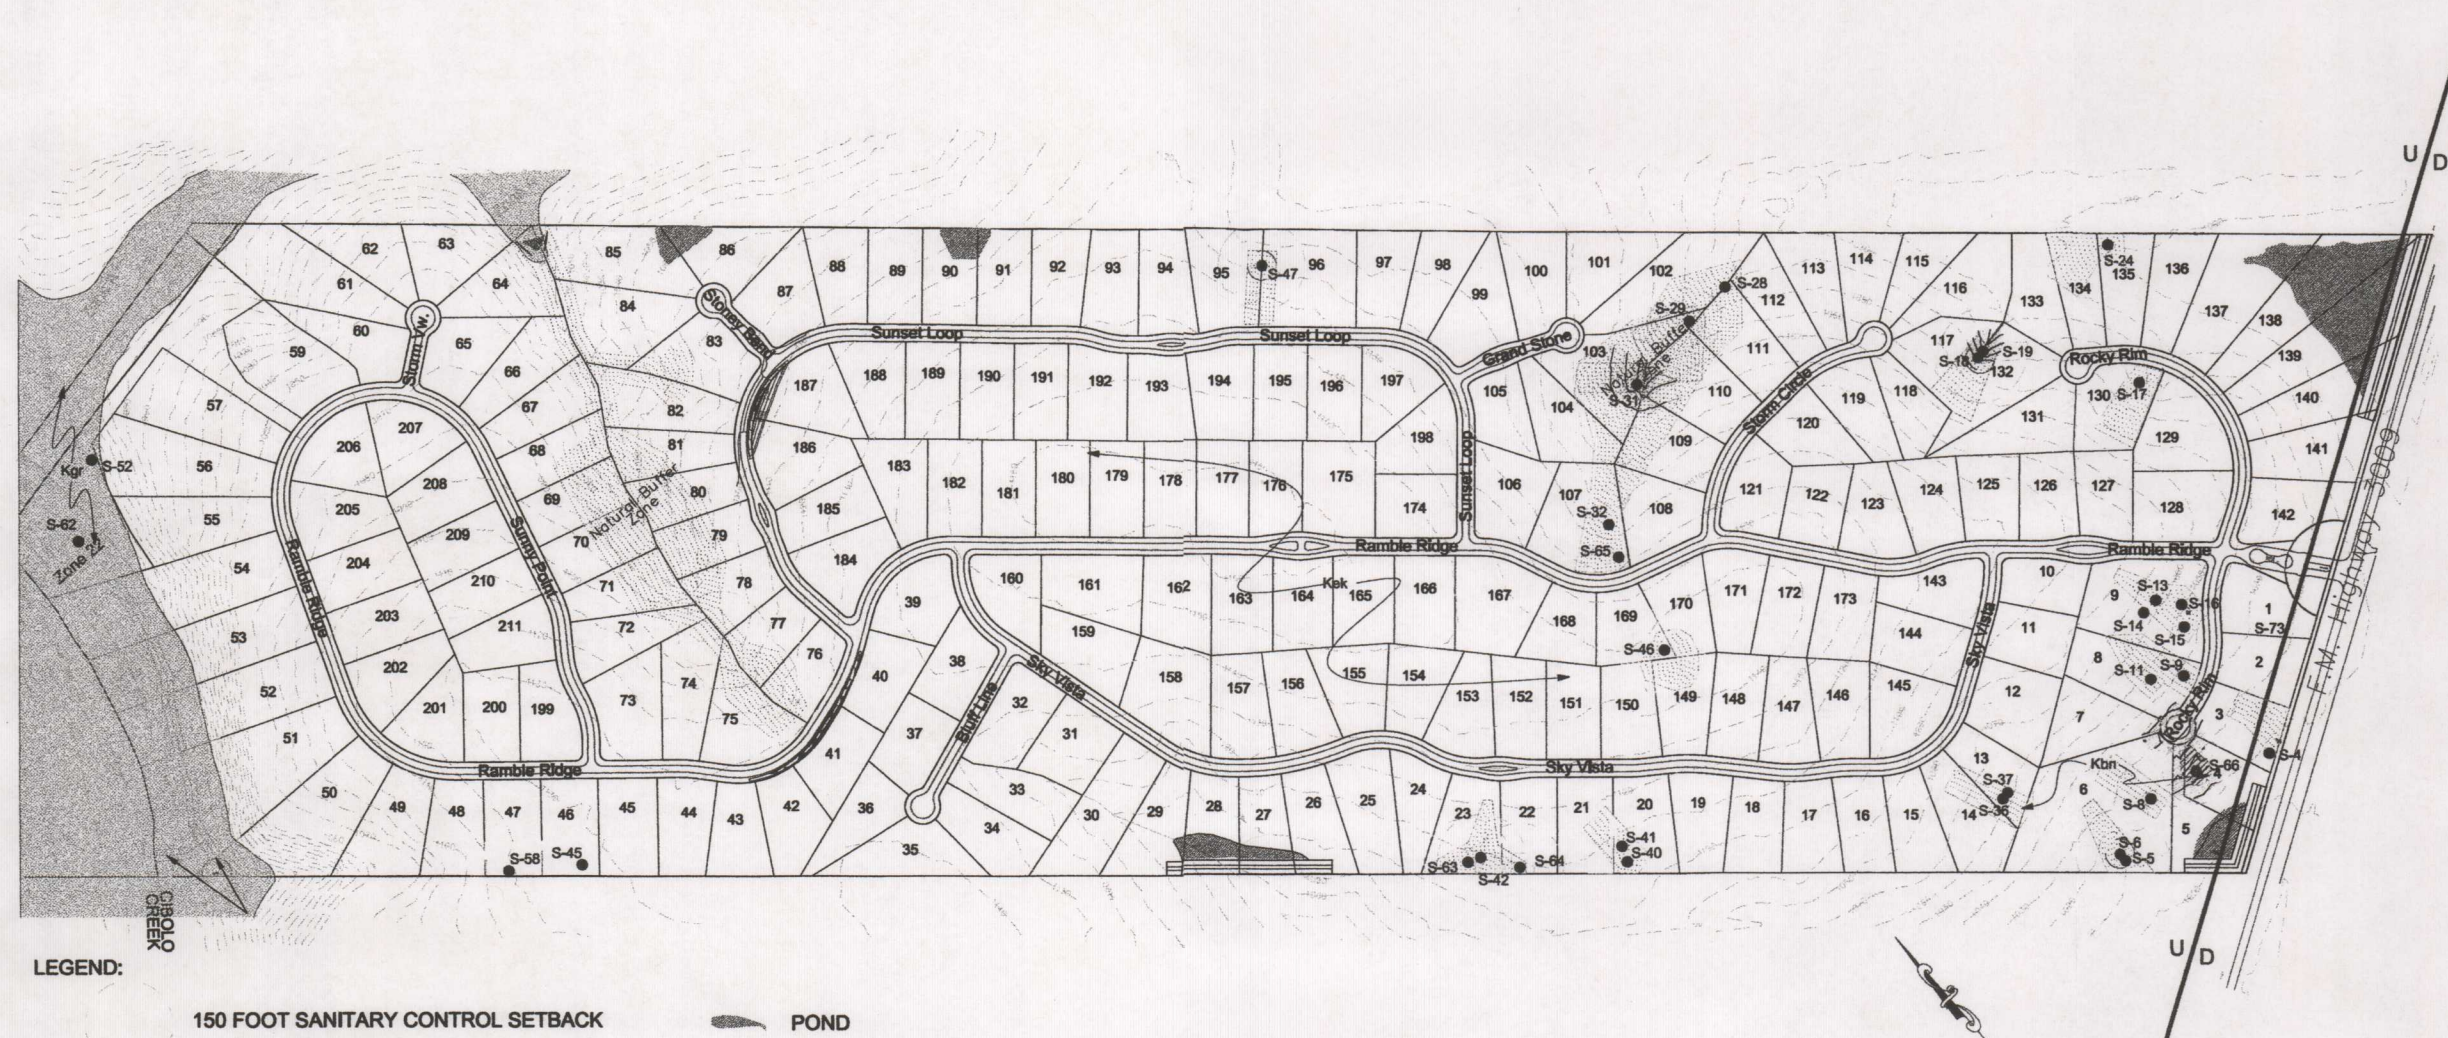 U D
62 63 85 86
61 64 84
88 89 90 91 92 93 94 95 S-47 96 97 98 100 101 102 113 114 115 116 133 134 S-24 135 136
87 99 S-28 112 137 138
60 Storm Vw. 65 83 Stoney Bend
59 66
Sunset Loop Sunset Loop Grand Stone 103 S-29 111 117 S-18 S-19 132 Rocky Rim 139
Natural Buffer Zone
57 67 82 187 188 189 190 191 192 193 194 195 196 197 105 104 S-31 110 Storm Circle 120 119 118 131 130 S-17 140
206 207 68 81 186 198 Sunset Loop 109 129 141
Kgr S-52 56 208 69 80 183 182 181 180 179 178 177 176 175 106 107 108 121 122 123 124 125 126 127 128 142
Natural Buffer Zone
55 205 209 Sunny Point 70 79 185 174 S-32
S-62 Zone 22
54 Ramble Ridge 204 210 71 78 184 Ramble Ridge S-65 Ramble Ridge
F.M. Highway 3009
160 161 162 163 164 Kek 165 166 167 170 171 172 173 143 10 S-13 S-16
53 203 211 72 77 39 159 168 169 144 Sky Vista 11 9 S-14 S-15 1 S-73
202 76 38 Sky Vista S-46 8 S-11 S-9 2
52 201 200 199 73 74 75 40 158 157 156 155 154 153 152 151 150 149 148 147 146 145 12 7 Rocky Rim 3
51 37 Bluff Line 32 31
Ramble Ridge 41 Sky Vista 13 Kbn S-66 4 S-4
50 49 48 47 46 45 44 43 42 36 33 30 29 28 27 26 25 24 23 22 21 20 19 18 17 16 15 14 S-37 S-36 6 S-8 5
35 34 S-41
S-58 S-45 S-63 S-42 S-64 S-40 S-6 S-5
CIBOLO
CREEK
U D
LEGEND:
150 FOOT SANITARY CONTROL SETBACK
POND